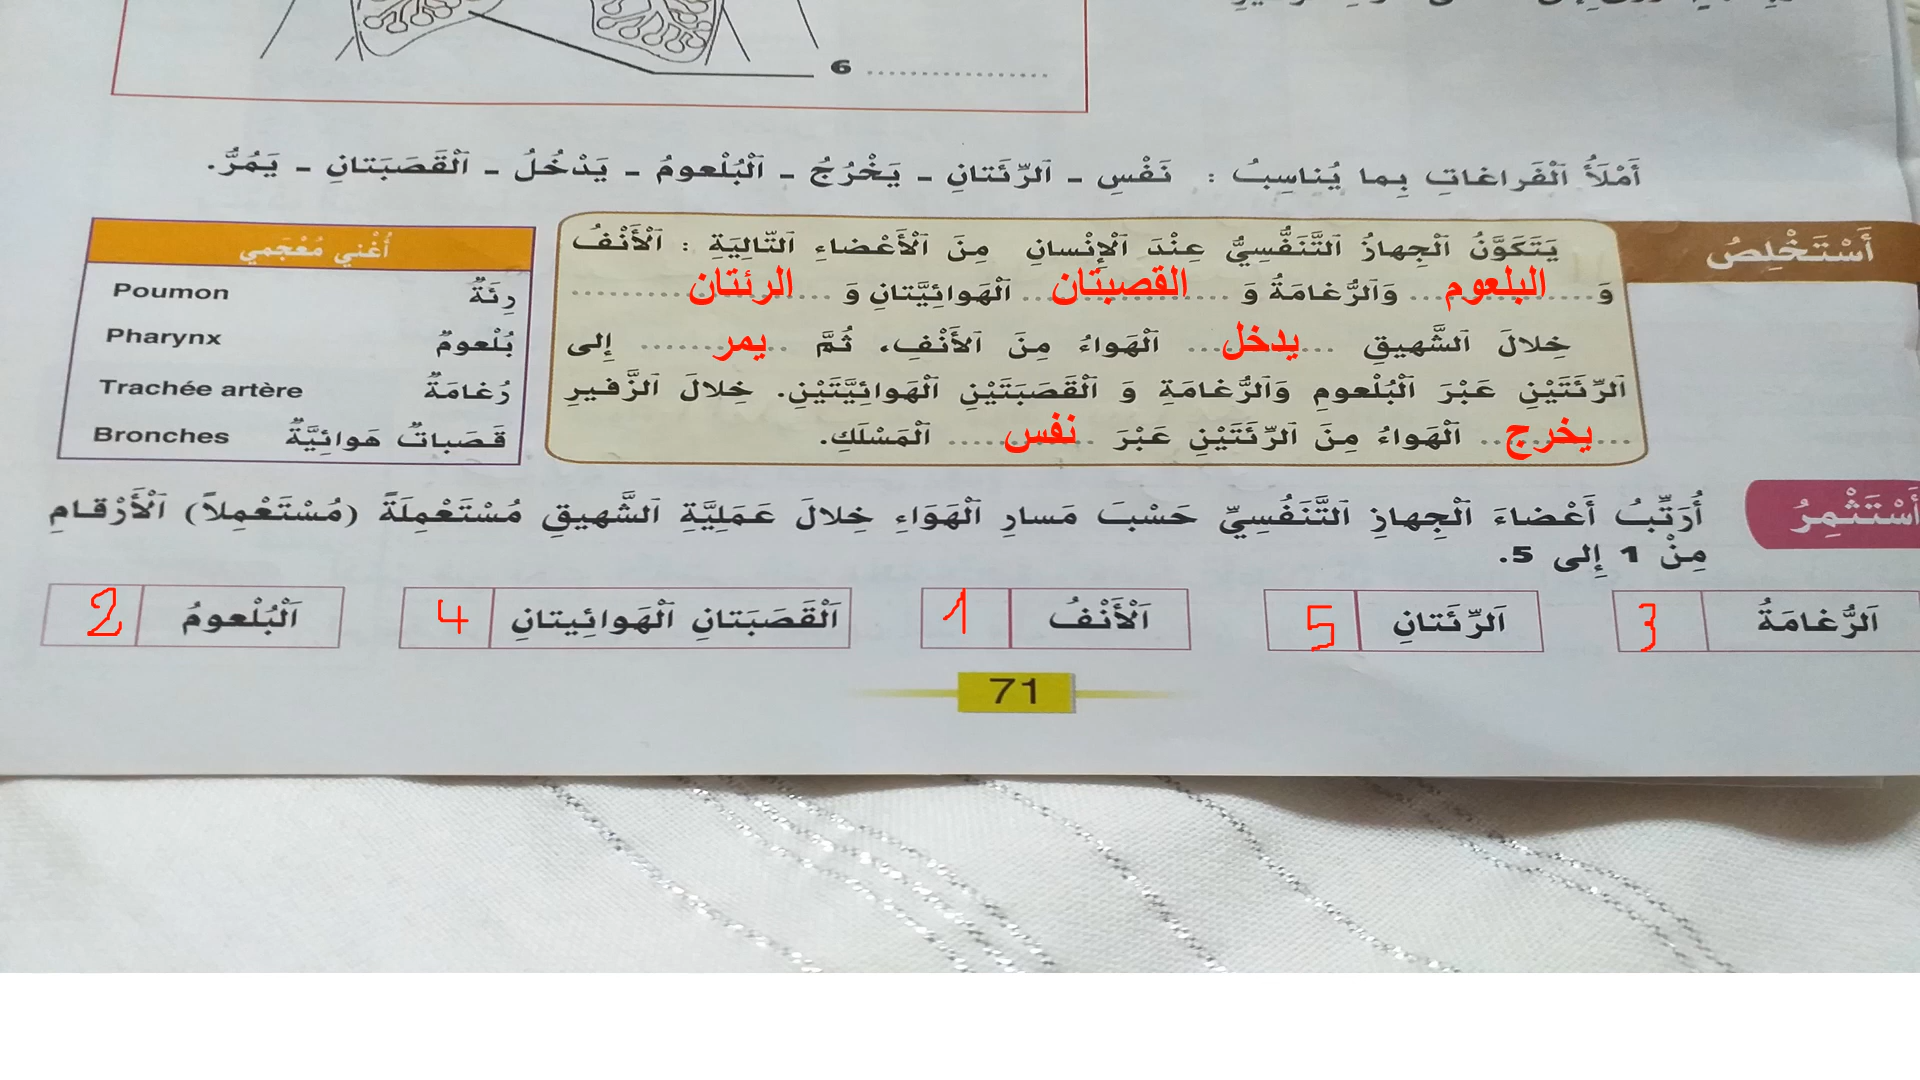 6 ....................
أَمْلَأُ ٱلْفَراغاتِ بِما يُناسِبُ : نَفْسِ - ٱلرِّئَتانِ - يَخْرُجُ - ٱلْبُلْعومُ - يَدْخُلُ - ٱلْقَصَبَتانِ - يَمُرُّ.
أَسْتَخْلِصُ
يَتَكَوَّنُ ٱلْجِهازُ ٱلتَّنَفُّسِيُّ عِنْدَ ٱلْإِنْسانِ مِنَ ٱلْأَعْضاءِ ٱلتّالِيَةِ : ٱلْأَنْفُ
وَ البلعوم وَٱلرُّغامَةُ وَ القصبتان ٱلْهَوائِيَّتانِ وَ الرئتان
خِلالَ ٱلشَّهيقِ يدخل ٱلْهَواءُ مِنَ ٱلأَنْفِ، ثُمَّ يمر إِلى
ٱلرِّئَتَيْنِ عَبْرَ ٱلْبُلْعومِ وَٱلرُّغامَةِ وَ ٱلْقَصَبَتَيْنِ ٱلْهَوائِيَّتَيْنِ. خِلالَ ٱلزَّفيرِ
يخرج ٱلْهَواءُ مِنَ ٱلرِّئَتَيْنِ عَبْرَ نفس ٱلْمَسْلَكِ.
أُغْني مُعْجَمي
رِئَةٌ Poumon
بُلْعومٌ Pharynx
رُغامَةٌ Trachée artère
قَصَباتٌ هَوائِيَّةٌ Bronches
أَسْتَثْمِرُ
أُرَتِّبُ أَعْضاءَ ٱلْجِهازِ ٱلتَّنَفُسِيِّ حَسْبَ مَسارِ ٱلْهَوَاءِ خِلالَ عَمَلِيَّةِ ٱلشَّهيقِ مُسْتَعْمِلَةً (مُسْتَعْمِلاً) ٱلْأَرْقامِ
مِنْ 1 إِلى 5.
ٱلرُّغامَةُ 3 ٱلرِّئَتانِ 5 ٱلْأَنْفُ 1 ٱلْقَصَبَتانِ ٱلْهَوائِيتانِ 4 ٱلْبُلْعومُ 2
71